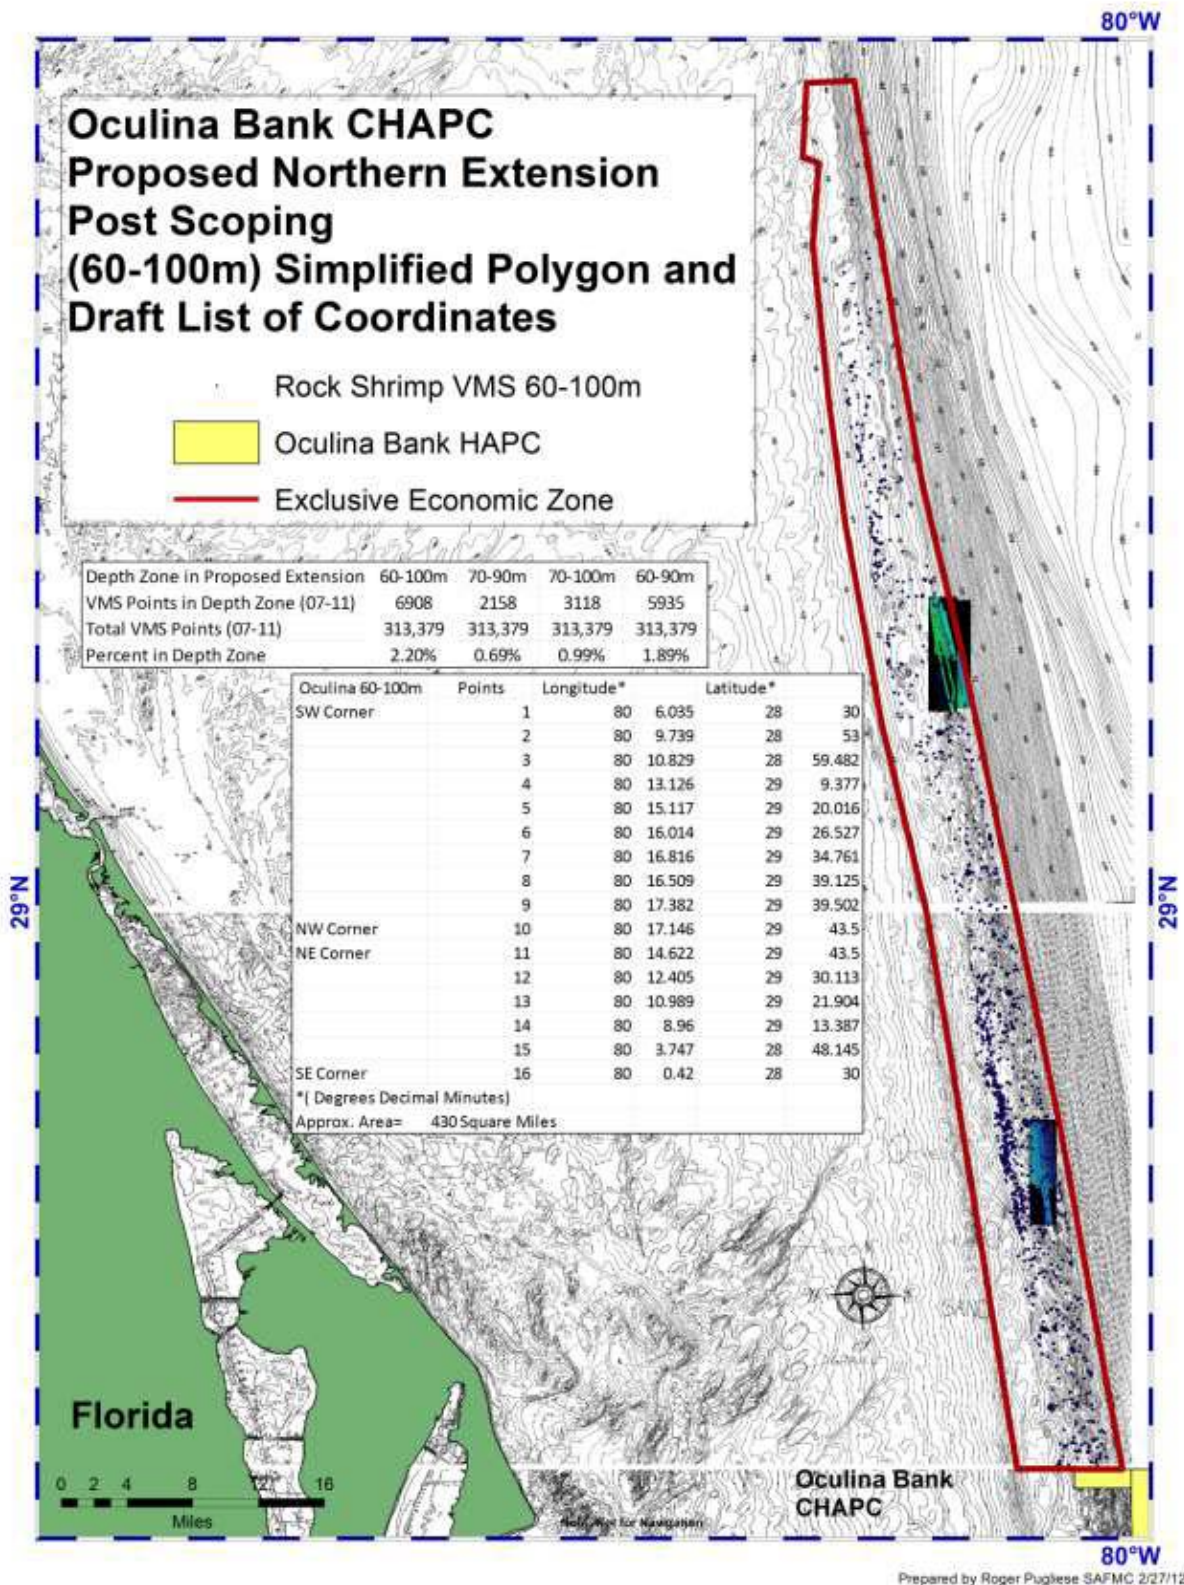 80°W
Oculina Bank CHAPC
Proposed Northern Extension
Post Scoping
(60-100m) Simplified Polygon and
Draft List of Coordinates
Rock Shrimp VMS 60-100m
Oculina Bank HAPC
Exclusive Economic Zone
Depth Zone in Proposed Extension 60-100m 70-90m 70-100m 60-90m
VMS Points in Depth Zone (07-11) 6908 2158 3118 5935
Total VMS Points (07-11) 313,379 313,379 313,379 313,379
Percent in Depth Zone 2.20% 0.69% 0.99% 1.89%
Oculina 60-100m Points Longitude* Latitude*
SW Corner 1 80 6.035 28 30
2 80 9.739 28 53
3 80 10.829 28 59.482
4 80 13.126 29 9.377
5 80 15.117 29 20.016
6 80 16.014 29 26.527
7 80 16.816 29 34.761
8 80 16.509 29 39.125
9 80 17.382 29 39.502
NW Corner 10 80 17.146 29 43.5
NE Corner 11 80 14.622 29 43.5
12 80 12.405 29 30.113
13 80 10.989 29 21.904
14 80 8.96 29 13.387
15 80 3.747 28 48.145
SE Corner 16 80 0.42 28 30
*( Degrees Decimal Minutes)
Approx. Area= 430 Square Miles
29°N
29°N
SAND
Florida
0 2 4 8 12 16
Miles
Oculina Bank
CHAPC
Not for Navigation
80°W
Prepared by Roger Pugliese SAFMC 2/27/12